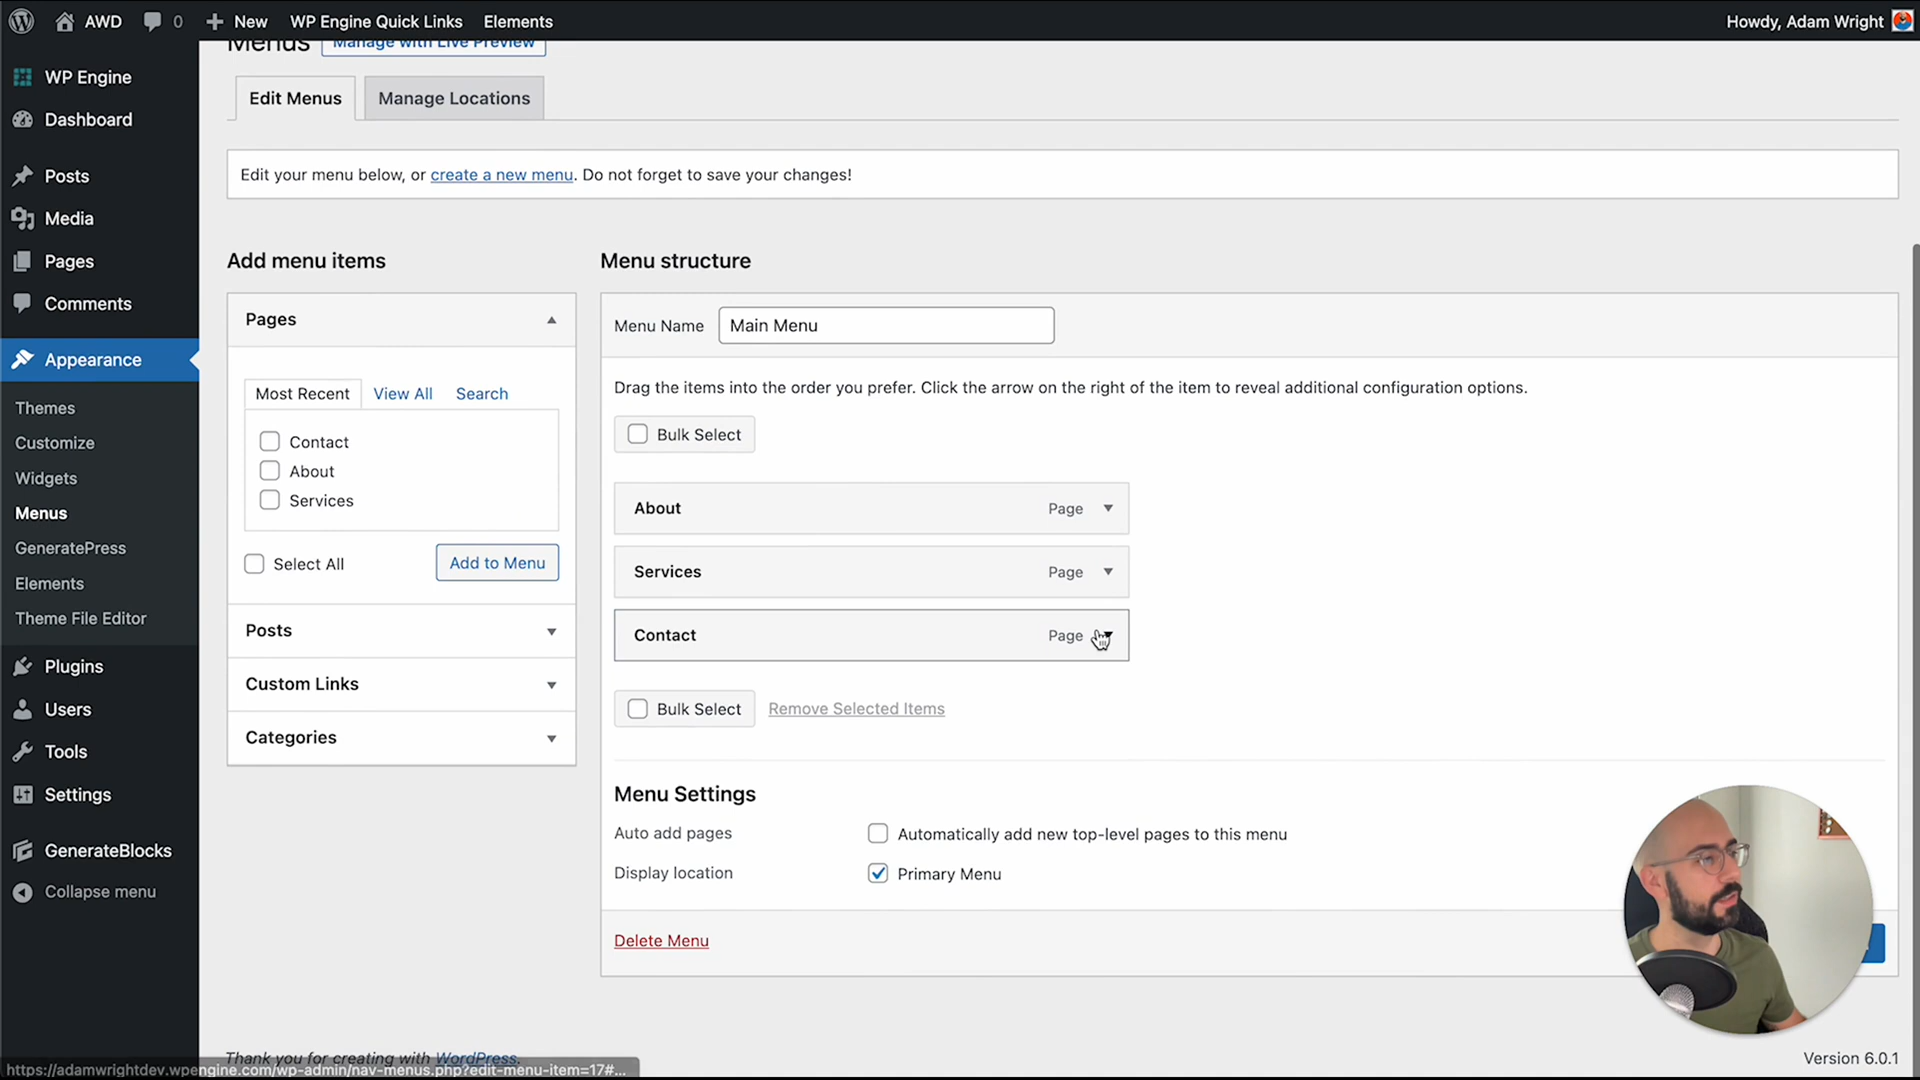 AWD 0 New WP Engine Quick Links Elements Howdy, Adam Wright
WP Engine
Dashboard
Posts
Media
Pages
Comments
Appearance
Themes
Customize
Widgets
Menus
GeneratePress
Elements
Theme File Editor
Plugins
Users
Tools
Settings
GenerateBlocks
Collapse menu
Menus Manage with Live Preview
Edit Menus Manage Locations
Edit your menu below, or create a new menu. Do not forget to save your changes!
Add menu items
Pages
Most Recent View All Search
Contact
About
Services
Select All Add to Menu
Posts
Custom Links
Categories
Menu structure
Menu Name Main Menu
Drag the items into the order you prefer. Click the arrow on the right of the item to reveal additional configuration options.
Bulk Select
About Page
Services Page
Contact Page
Bulk Select Remove Selected Items
Menu Settings
Auto add pages Automatically add new top-level pages to this menu
Display location Primary Menu
Delete Menu
Thank you for creating with WordPress.
Version 6.0.1
https://adamwrightdev.wpengine.com/wp-admin/nav-menus.php?edit-menu-item=17#...